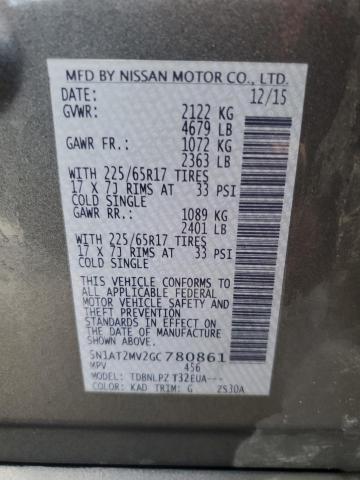 MFD BY NISSAN MOTOR CO., LTD.
DATE: 12/15
GVWR: 2122 KG
4679 LB
GAWR FR.: 1072 KG
2363 LB
WITH 225/65R17 TIRES
17 X 7J RIMS AT 33 PSI
COLD SINGLE
GAWR RR.: 1089 KG
2401 LB
WITH 225/65R17 TIRES
17 X 7J RIMS AT 33 PSI
COLD SINGLE
THIS VEHICLE CONFORMS TO
ALL APPLICABLE FEDERAL
MOTOR VEHICLE SAFETY AND
THEFT PREVENTION
STANDARDS IN EFFECT ON
THE DATE OF MANUFACTURE
SHOWN ABOVE.
5N1AT2MV2GC780861
MPV 456
MODEL: TDBNLPZ T32EUA---
COLOR: KAD TRIM: G 2S30A